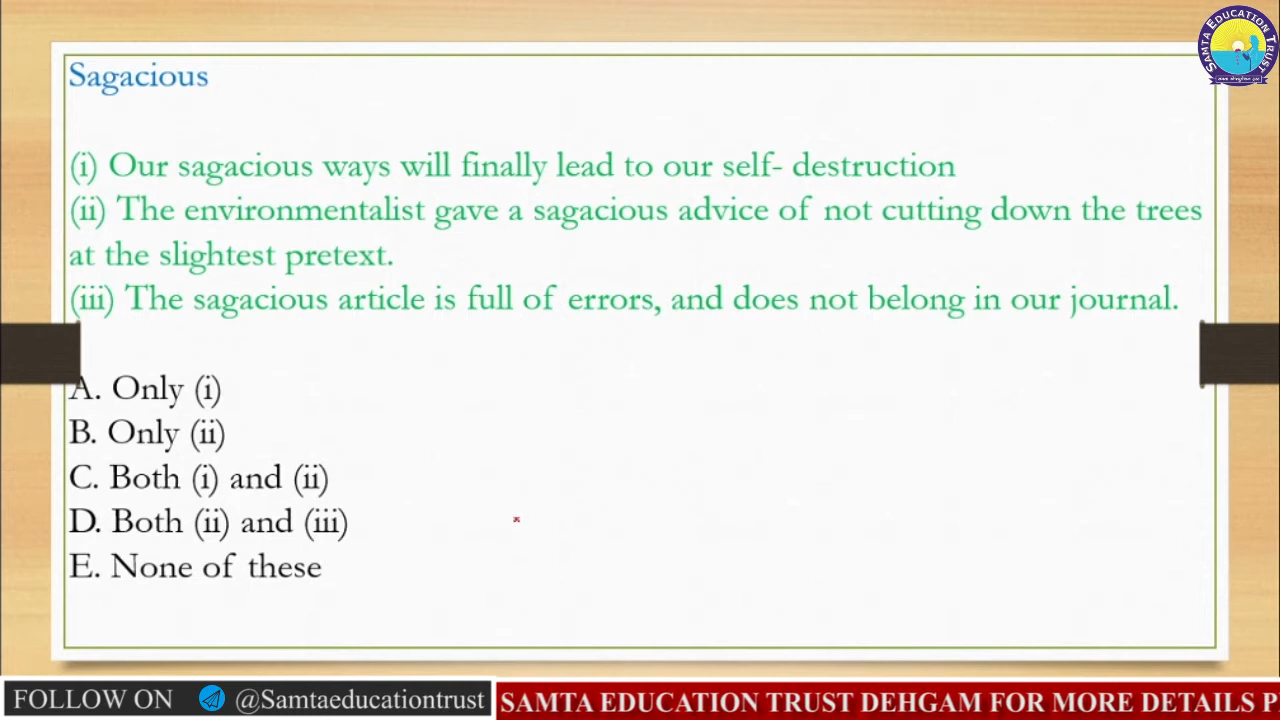 SAMTA EDUCATION TRUST
Sagacious
(i) Our sagacious ways will finally lead to our self- destruction
(ii) The environmentalist gave a sagacious advice of not cutting down the trees
at the slightest pretext.
(iii) The sagacious article is full of errors, and does not belong in our journal.
A. Only (i)
B. Only (ii)
C. Both (i) and (ii)
D. Both (ii) and (iii)
E. None of these
FOLLOW ON @Samtaeducationtrust
SAMTA EDUCATION TRUST DEHGAM FOR MORE DETAILS